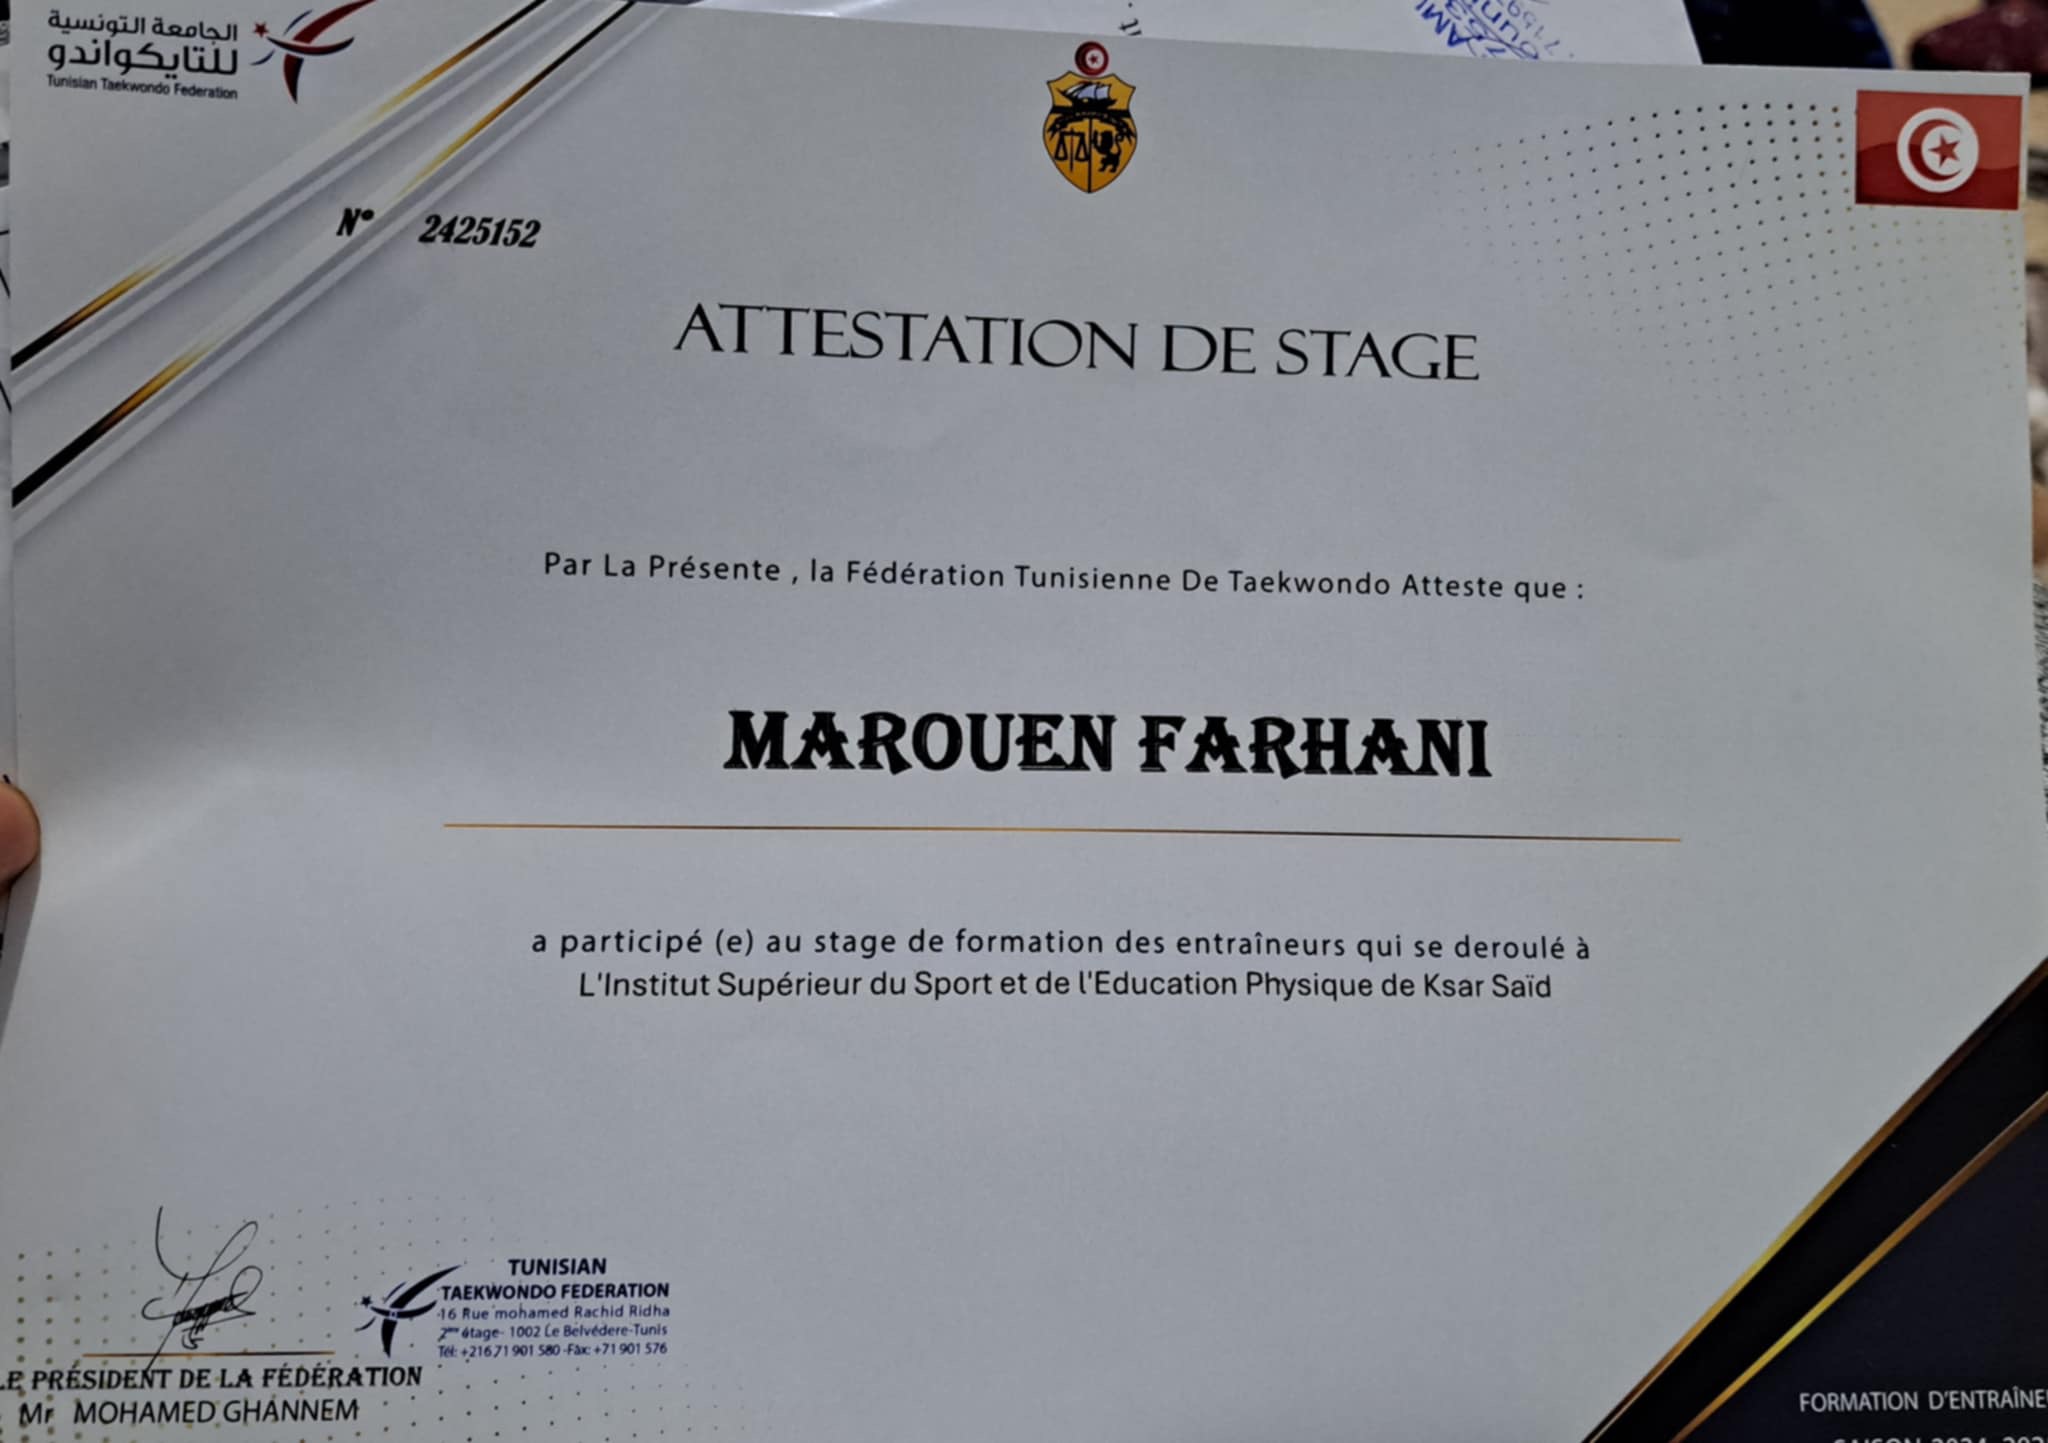 الجامعة التونسية
للتايكواندو
Tunisian Taekwondo Federation
N° 2425152
ATTESTATION DE STAGE
Par La Présente , la Fédération Tunisienne De Taekwondo Atteste que :
MAROUEN FARHANI
a participé (e) au stage de formation des entraîneurs qui se deroulé à
L'Institut Supérieur du Sport et de l'Education Physique de Ksar Saïd
TUNISIAN
TAEKWONDO FEDERATION
16 Rue mohamed Rachid Ridha
2ème étage- 1002 Le Belvédere-Tunis
Tél: +216 71 901 580 -Fax: +71 901 576
LE PRÉSIDENT DE LA FÉDÉRATION
Mr MOHAMED GHANNEM
FORMATION D'ENTRAÎNE